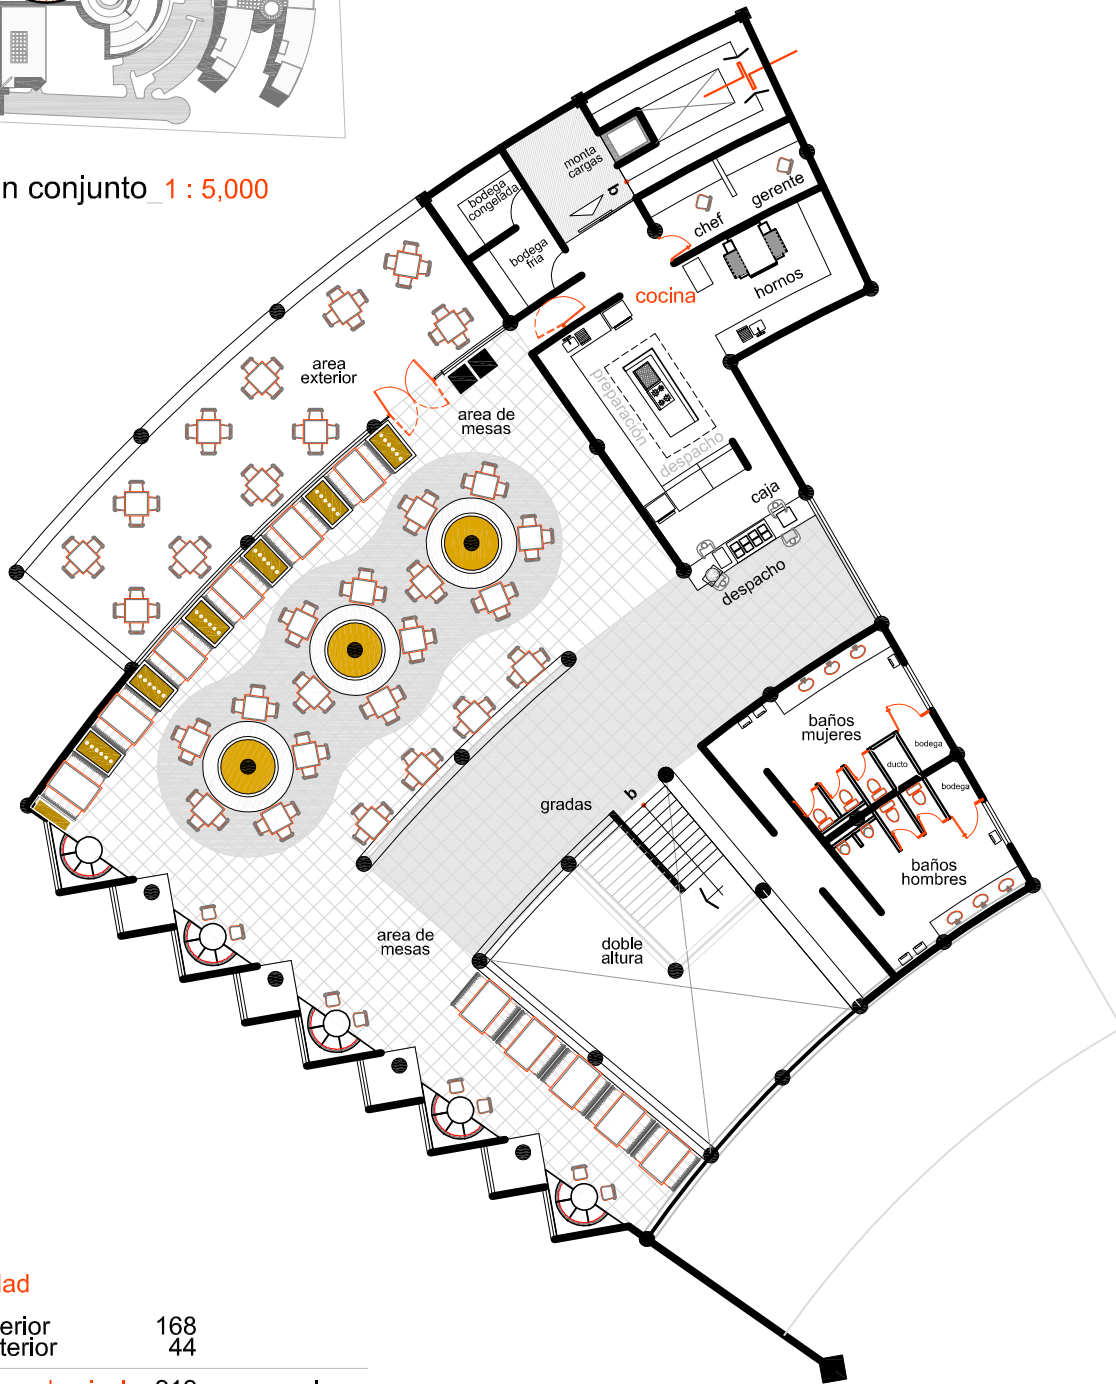 n conjunto_1 : 5,000
monta
cargas
b
bodega
congelada
bodega
fria
chef
gerente
hornos
cocina
area
exterior
area de
mesas
preparación
despacho
caja
despacho
baños
mujeres
bodega
ducto
bodega
baños
hombres
gradas
b
doble
altura
area de
mesas
dad
erior 168
terior 44